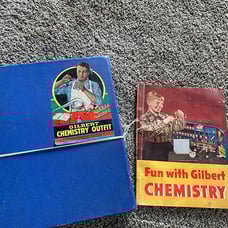 GILBERT
CHEMISTRY OUTFIT
Fun with Gilbert
CHEMISTRY